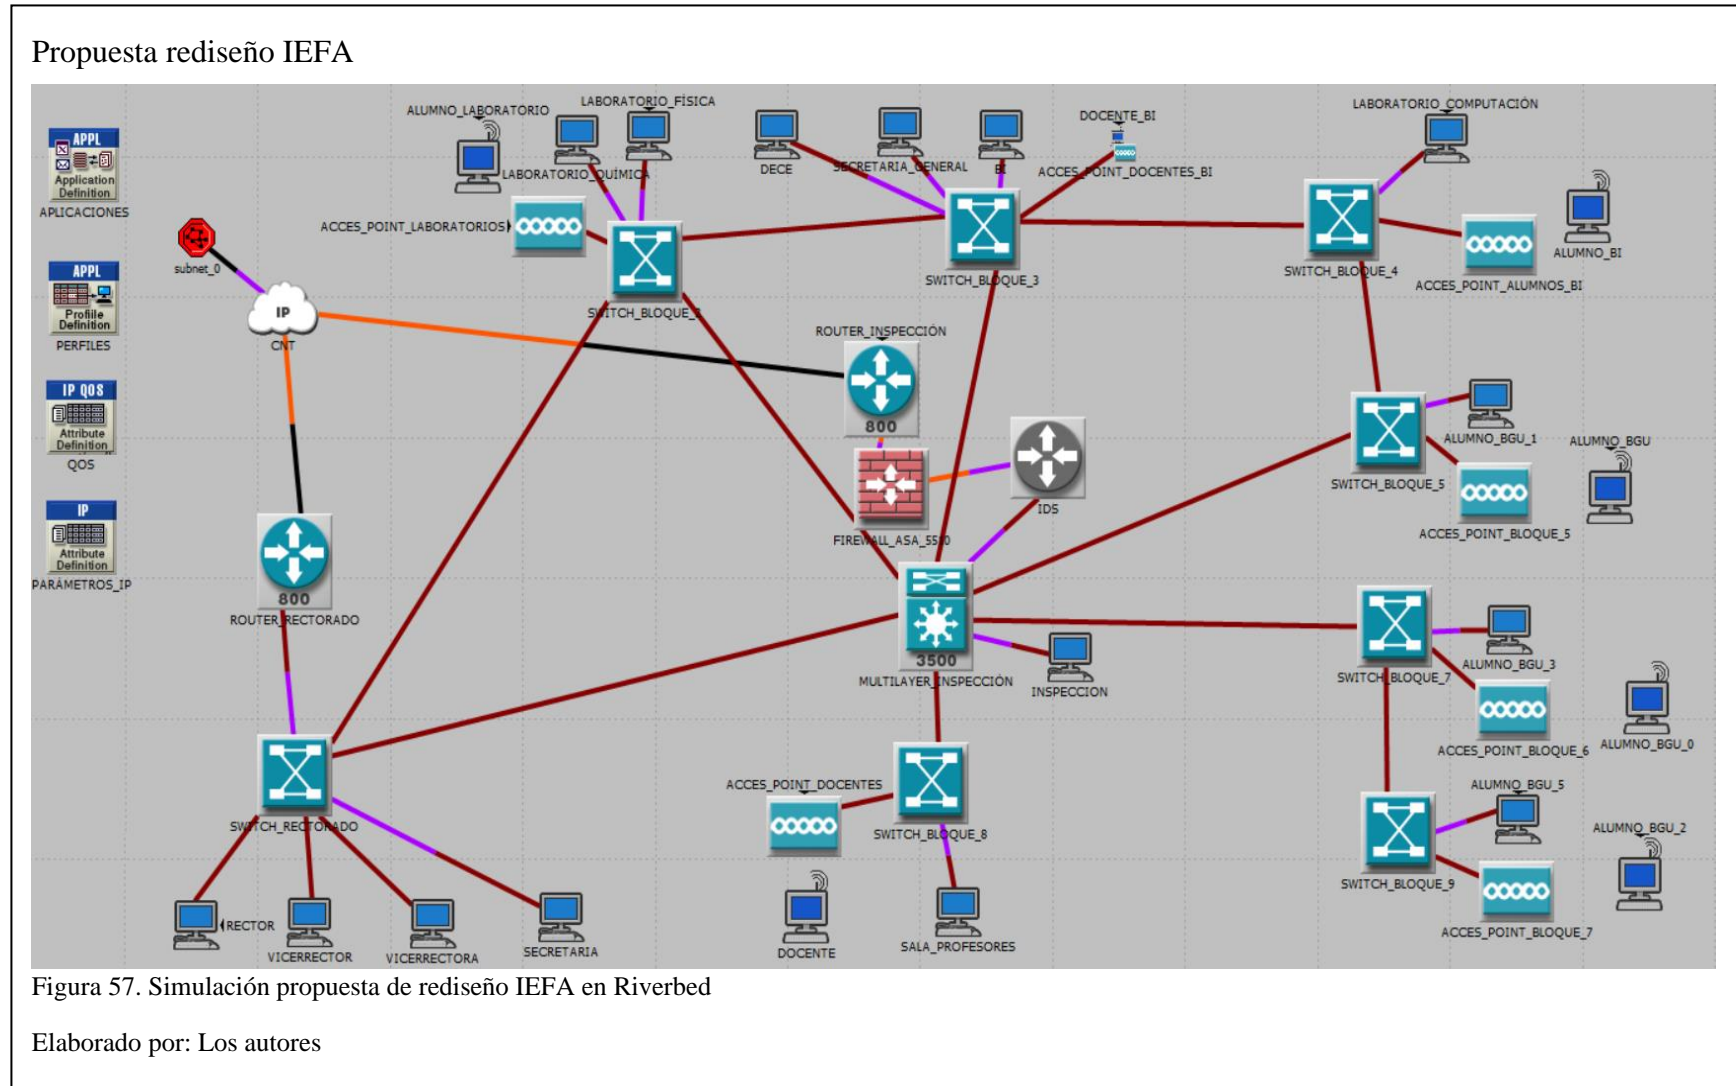 Propuesta rediseño IEFA
APPL
Application
Definition
APLICACIONES
APPL
Profile
Definition
PERFILES
IP QOS
Attribute
Definition
QOS
IP
Attribute
Definition
PARÁMETROS_IP
subnet_0
IP
CNT
800
ROUTER_RECTORADO
SWITCH_RECTORADO
RECTOR
VICERRECTOR
VICERRECTORA
SECRETARIA
ALUMNO_LABORATORIO
LABORATORIO_FÍSICA
LABORATORIO_QUÍMICA
ACCES_POINT_LABORATORIOS
DECE
SECRETARIA_GENERAL
BI
DOCENTE_BI
ACCES_POINT_DOCENTES_BI
SWITCH_BLOQUE_3
LABORATORIO_COMPUTACIÓN
SWITCH_BLOQUE_4
ALUMNO_BI
ACCES_POINT_ALUMNOS_BI
ROUTER_INSPECCIÓN
800
IDS
3500
MULTILAYER_INSPECCIÓN
INSPECCION
ALUMNO_BGU_1
ALUMNO_BGU
SWITCH_BLOQUE_5
ACCES_POINT_BLOQUE_5
ALUMNO_BGU_3
SWITCH_BLOQUE_7
ACCES_POINT_BLOQUE_6
ALUMNO_BGU_0
ACCES_POINT_DOCENTES
SWITCH_BLOQUE_8
DOCENTE
SALA_PROFESORES
ALUMNO_BGU_5
ALUMNO_BGU_2
SWITCH_BLOQUE_9
ACCES_POINT_BLOQUE_7
Figura 57. Simulación propuesta de rediseño IEFA en Riverbed
Elaborado por: Los autores